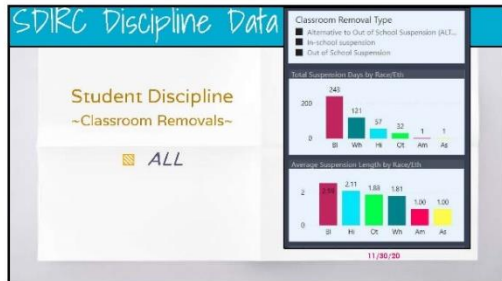 SDIRC Discipline Data
Student Discipline
~Classroom Removals~
ALL
Classroom Removal Type
Alternative to Out of School Suspension (ALT...
In-school suspension
Out of School Suspension
Total Suspension Days by Race/Eth
200
0
243
121
57
32
1
1
Bl
Wh
Hi
Ot
Am
As
Average Suspension Length by Race/Eth
2
0
2.11
1.88
1.81
1.00
1.00
Bl
Hi
Ot
Wh
Am
As
11/30/20